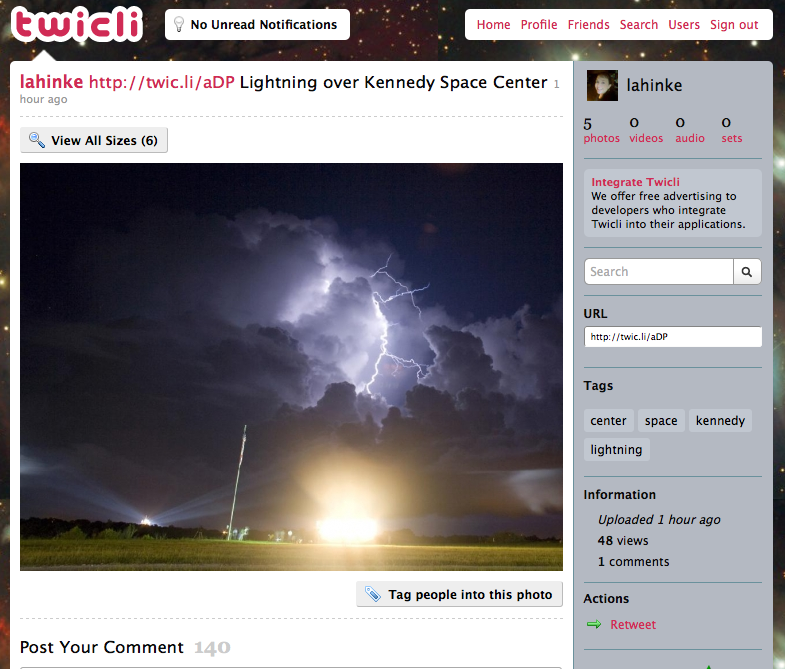 twicli
No Unread Notifications
Home Profile Friends Search Users Sign out
lahinke http://twic.li/aDP Lightning over Kennedy Space Center 1
hour ago
View All Sizes (6)
Tag people into this photo
Post Your Comment 140
lahinke
5 0 0 0
photos videos audio sets
Integrate Twicli
We offer free advertising to
developers who integrate
Twicli into their applications.
Search
URL
http://twic.li/aDP
Tags
center space kennedy
lightning
Information
Uploaded 1 hour ago
48 views
1 comments
Actions
Retweet